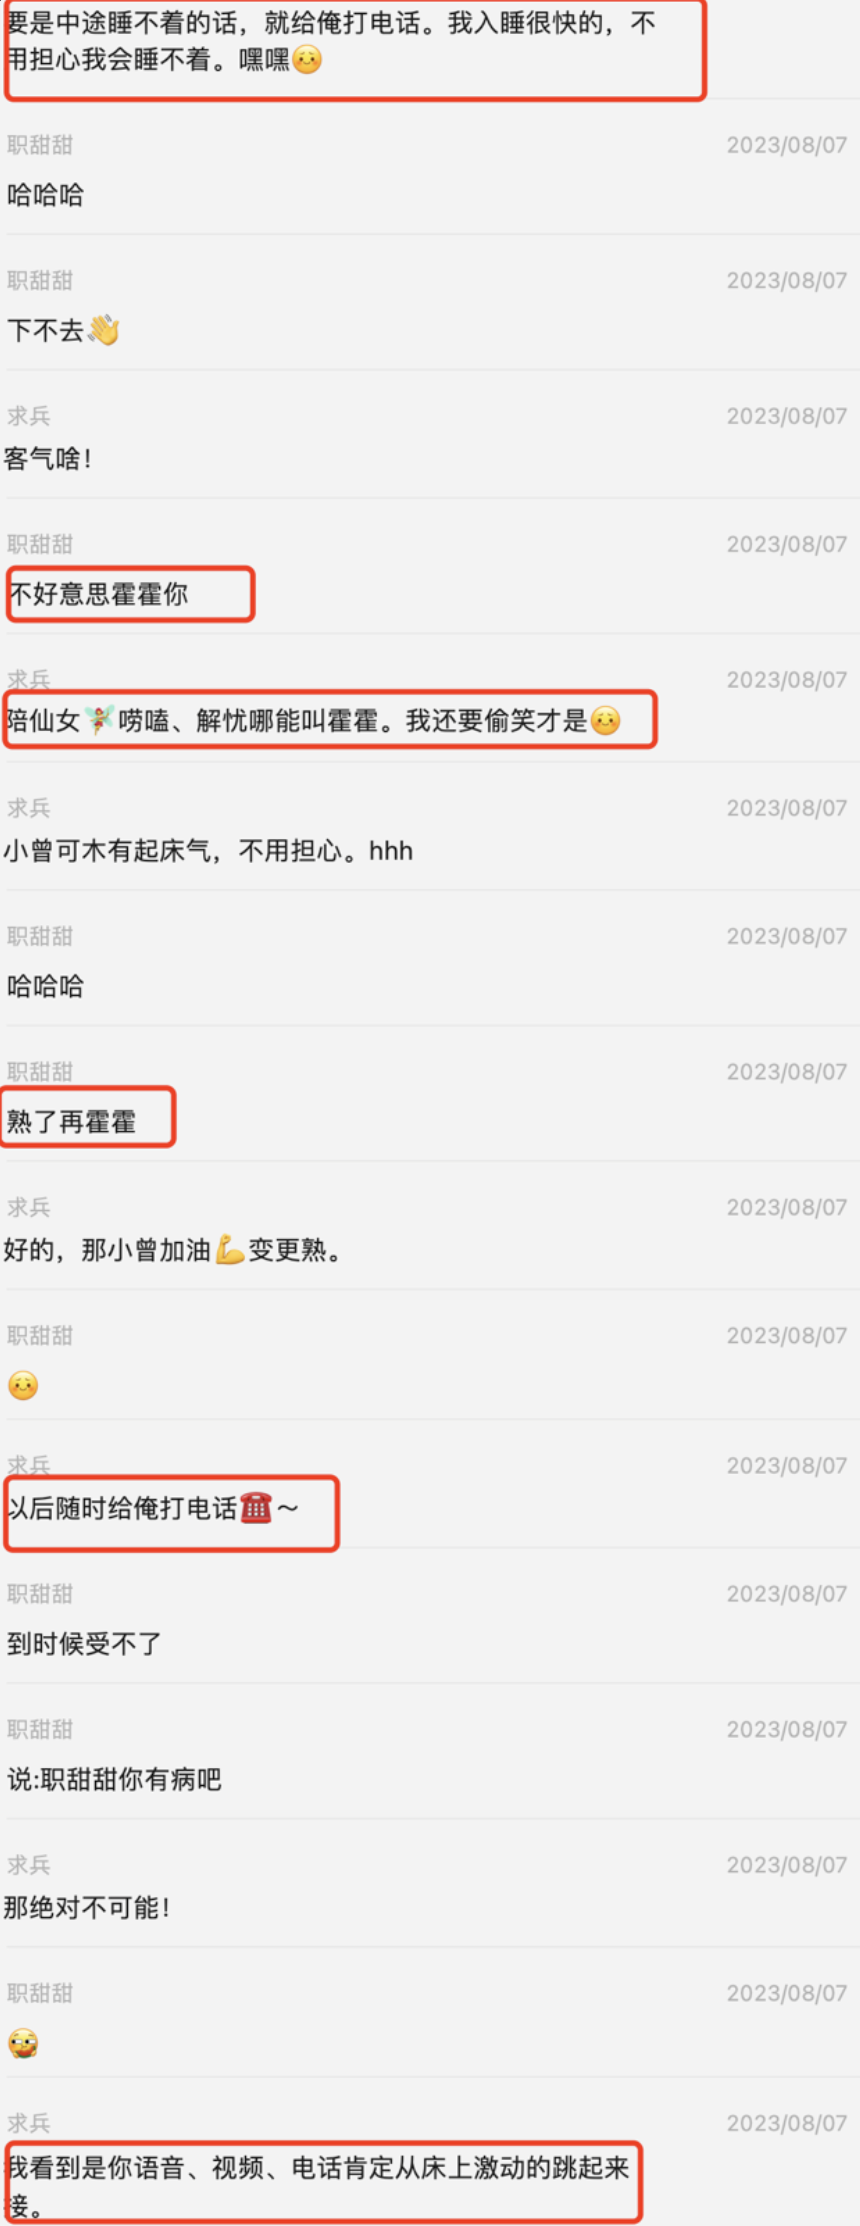 要是中途睡不着的话，就给俺打电话。我入睡很快的，不
用担心我会睡不着。嘿嘿☺️
职甜甜 2023/08/07
哈哈哈
职甜甜 2023/08/07
下不去👋
求兵 2023/08/07
客气啥！
职甜甜 2023/08/07
不好意思霍霍你
求兵 2023/08/07
陪仙女🧚唠嗑、解忧哪能叫霍霍。我还要偷笑才是☺️
求兵 2023/08/07
小曾可木有起床气，不用担心。hhh
职甜甜 2023/08/07
哈哈哈
职甜甜 2023/08/07
熟了再霍霍
求兵 2023/08/07
好的，那小曾加油💪变更熟。
职甜甜 2023/08/07
☺️
求兵 2023/08/07
以后随时给俺打电话☎️～
职甜甜 2023/08/07
到时候受不了
职甜甜 2023/08/07
说:职甜甜你有病吧
求兵 2023/08/07
那绝对不可能！
职甜甜 2023/08/07
求兵 2023/08/07
我看到是你语音、视频、电话肯定从床上激动的跳起来
接。